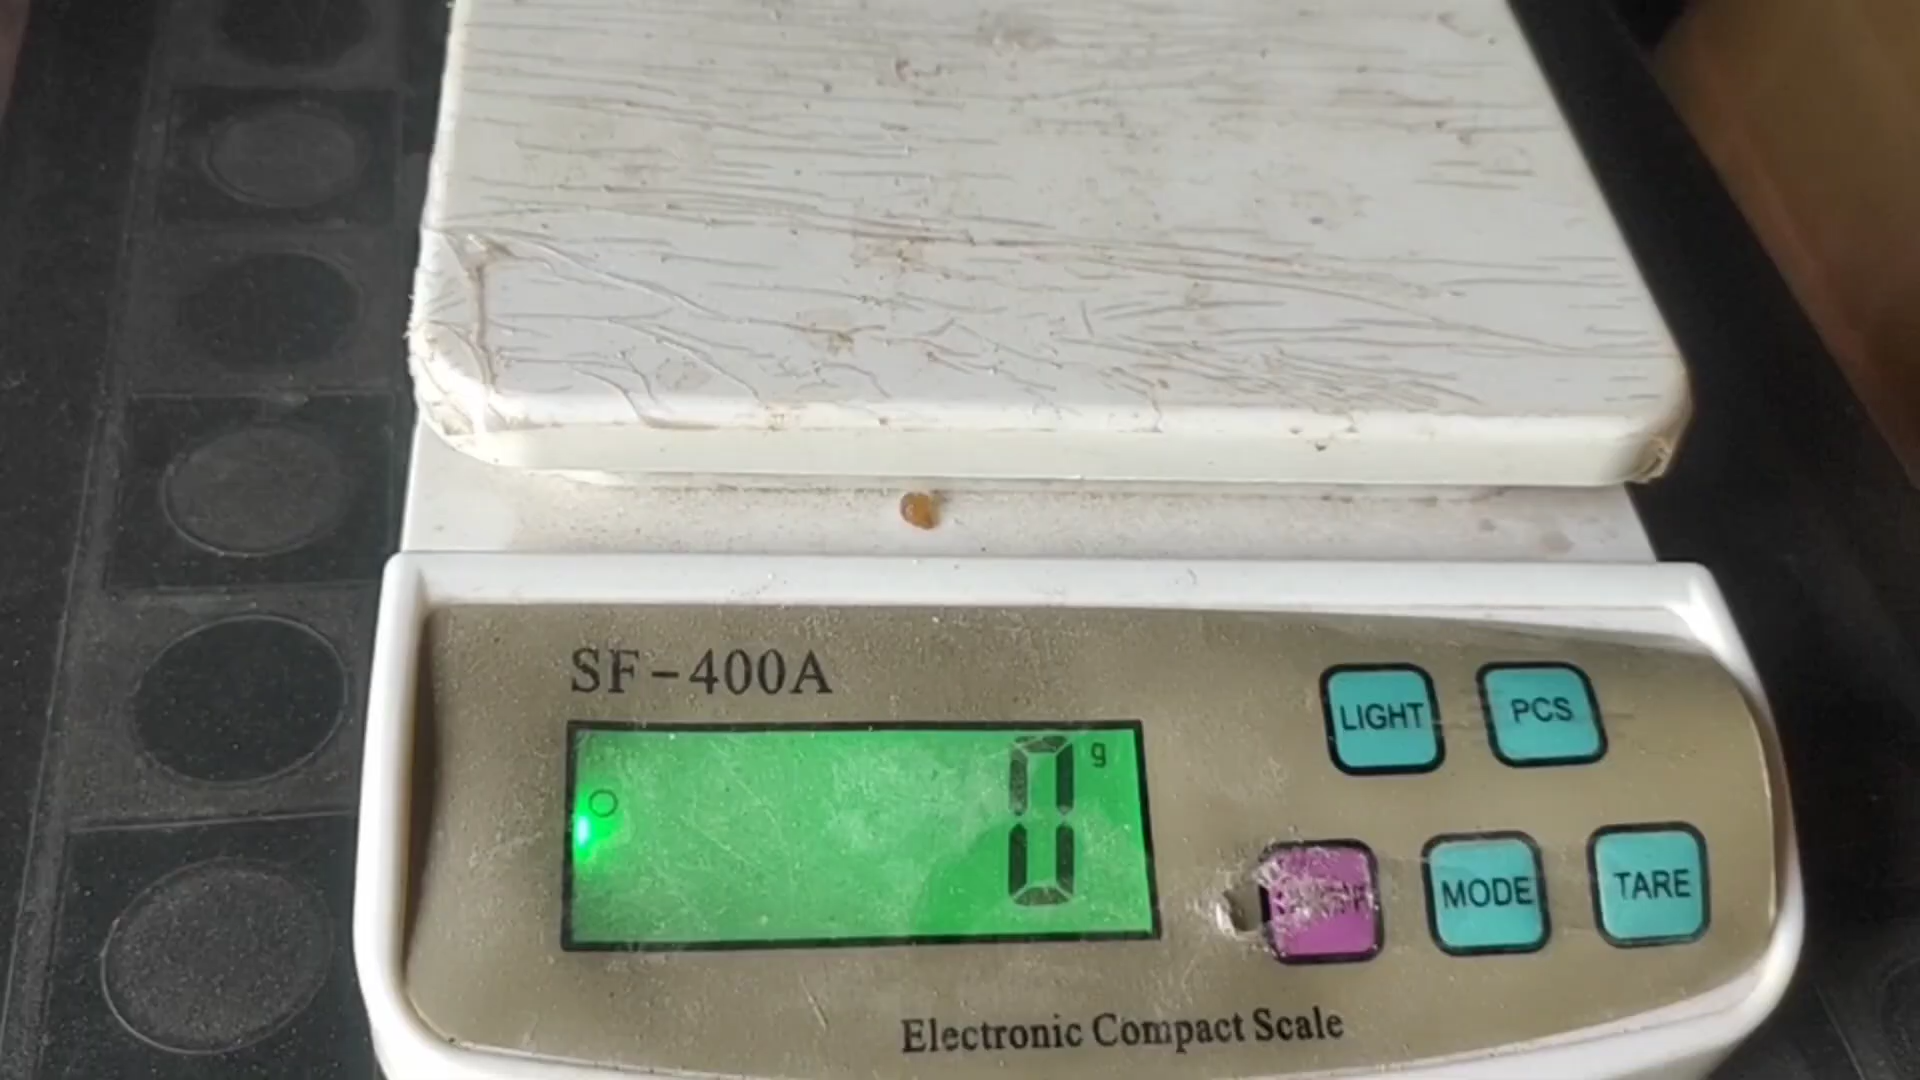 SF-400A
0 g
LIGHT PCS
MODE TARE
Electronic Compact Scale